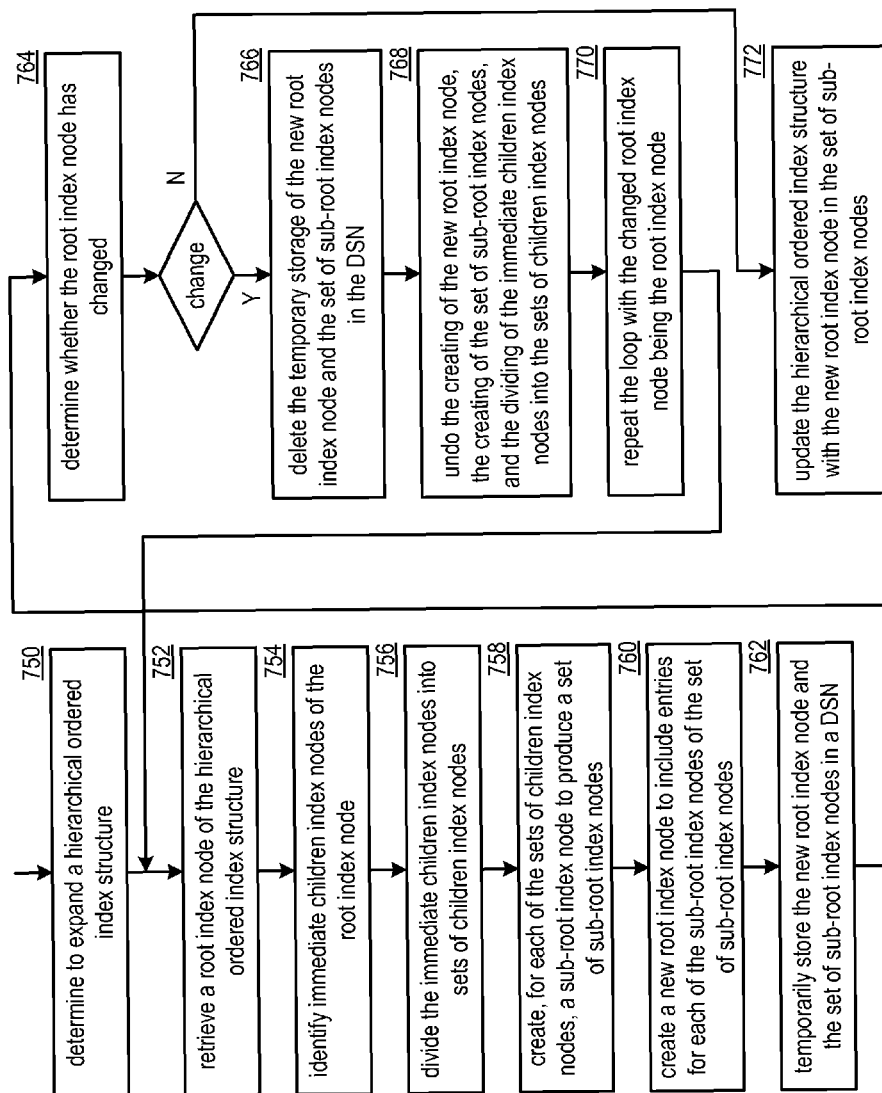 750
determine to expand a hierarchical ordered
index structure
752
retrieve a root index node of the hierarchical
ordered index structure
754
identify immediate children index nodes of the
root index node
756
divide the immediate children index nodes into
sets of children index nodes
758
create, for each of the sets of children index
nodes, a sub-root index node to produce a set
of sub-root index nodes
760
create a new root index node to include entries
for each of the sub-root index nodes of the set
of sub-root index nodes
762
temporarily store the new root index node and
the set of sub-root index nodes in a DSN
764
determine whether the root index node has
changed
change
N
Y
766
delete the temporary storage of the new root
index node and the set of sub-root index nodes
in the DSN
768
undo the creating of the new root index node,
the creating of the set of sub-root index nodes,
and the dividing of the immediate children index
nodes into the sets of children index nodes
770
repeat the loop with the changed root index
node being the root index node
772
update the hierarchical ordered index structure
with the new root index node in the set of sub-
root index nodes